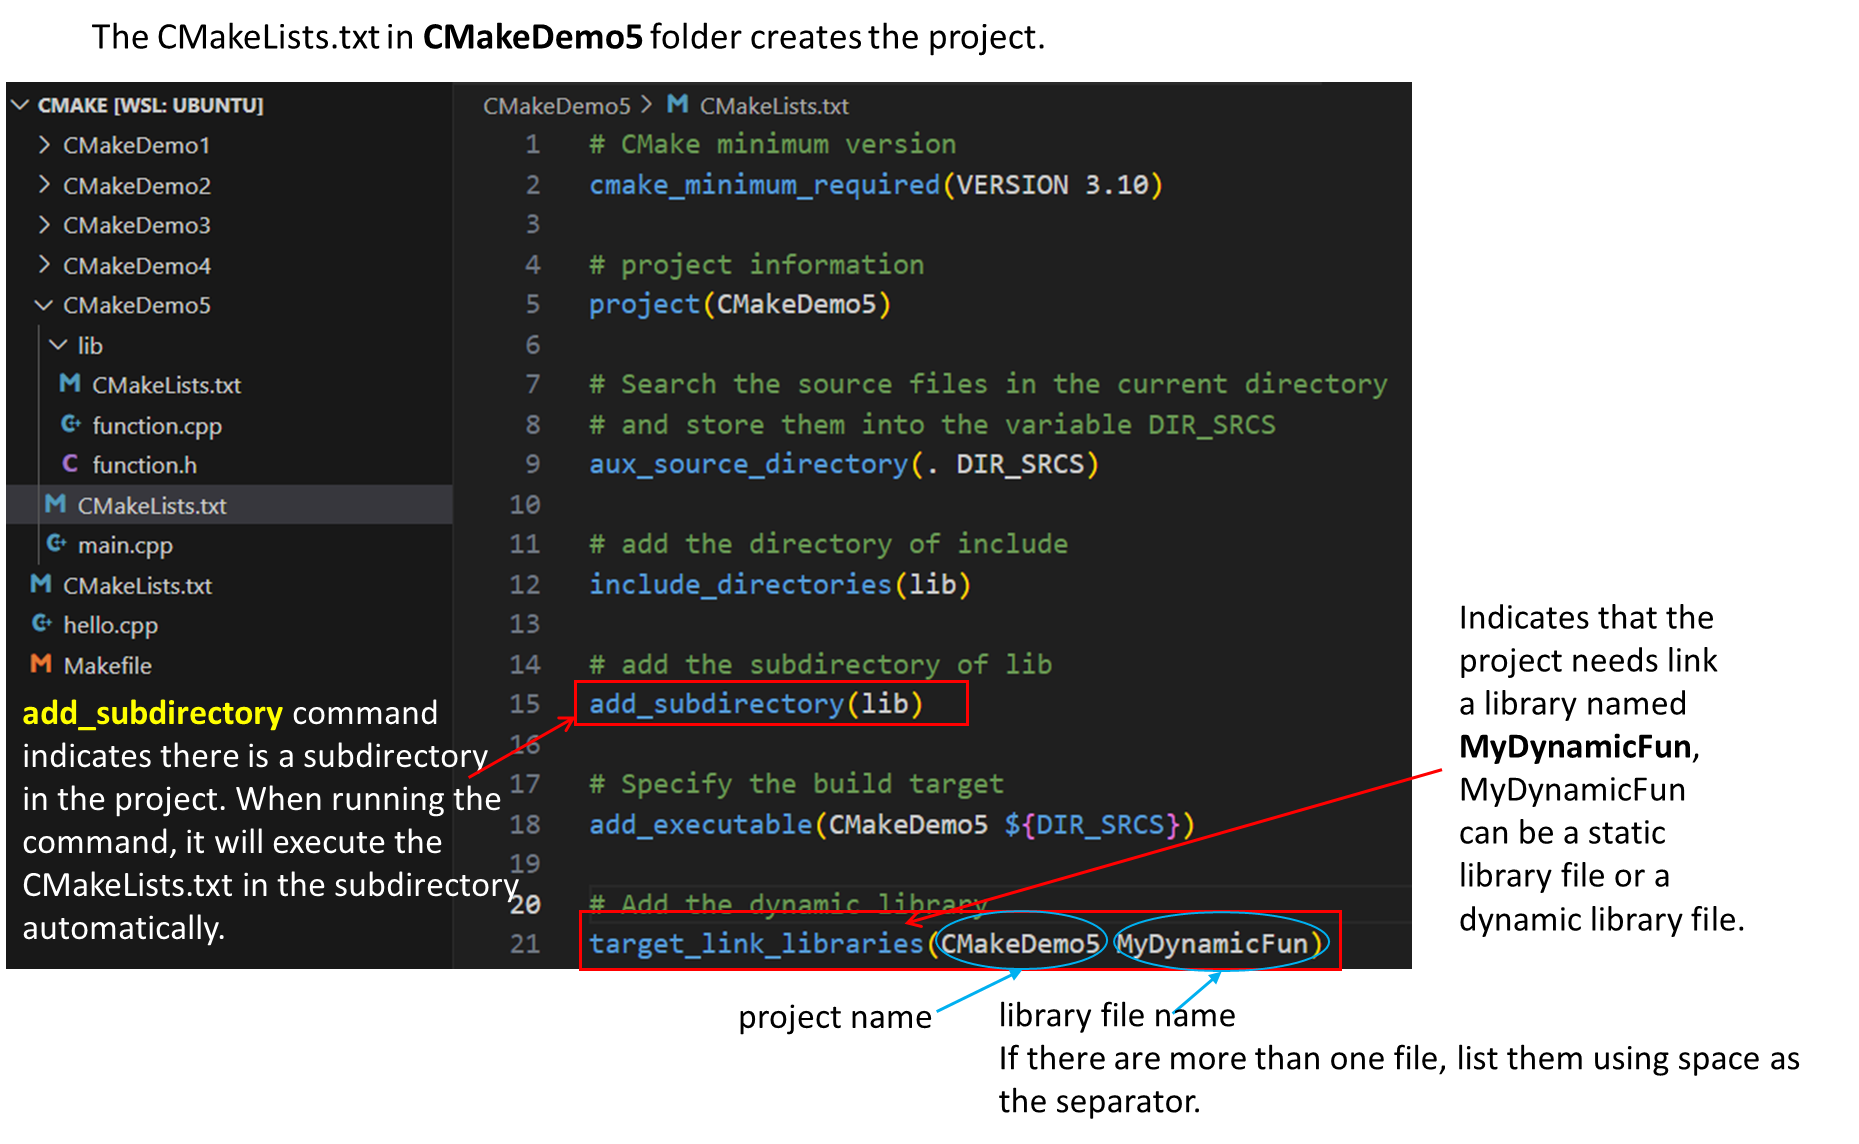 The CMakeLists.txt in CMakeDemo5 folder creates the project.
CMAKE [WSL: UBUNTU]
CMakeDemo1
CMakeDemo2
CMakeDemo3
CMakeDemo4
CMakeDemo5
lib
M CMakeLists.txt
C+ function.cpp
C function.h
M CMakeLists.txt
C+ main.cpp
M CMakeLists.txt
C+ hello.cpp
M Makefile
add_subdirectory command
indicates there is a subdirectory
in the project. When running the
command, it will execute the
CMakeLists.txt in the subdirectory
automatically.
CMakeDemo5 > M CMakeLists.txt
1 # CMake minimum version
2 cmake_minimum_required(VERSION 3.10)
3
4 # project information
5 project(CMakeDemo5)
6
7 # Search the source files in the current directory
8 # and store them into the variable DIR_SRCS
9 aux_source_directory(. DIR_SRCS)
10
11 # add the directory of include
12 include_directories(lib)
13
14 # add the subdirectory of lib
15 add_subdirectory(lib)
16
17 # Specify the build target
18 add_executable(CMakeDemo5 ${DIR_SRCS})
19
20 # Add the dynamic library
21 target_link_libraries(CMakeDemo5 MyDynamicFun)
Indicates that the
project needs link
a library named
MyDynamicFun,
MyDynamicFun
can be a static
library file or a
dynamic library file.
project name
library file name
If there are more than one file, list them using space as
the separator.